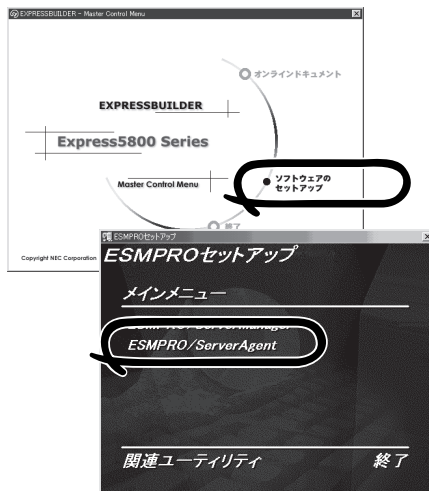 EXPRESSBUILDER - Master Control Menu
オンラインドキュメント
EXPRESSBUILDER
Express5800 Series
ソフトウェアの
セットアップ
Master Control Menu
終了
Copyright NEC Corporation
ESMPROセットアップ
ESMPROセットアップ
メインメニュー
ESMPRO/ServerManager
ESMPRO/ServerAgent
関連ユーティリティ
終了